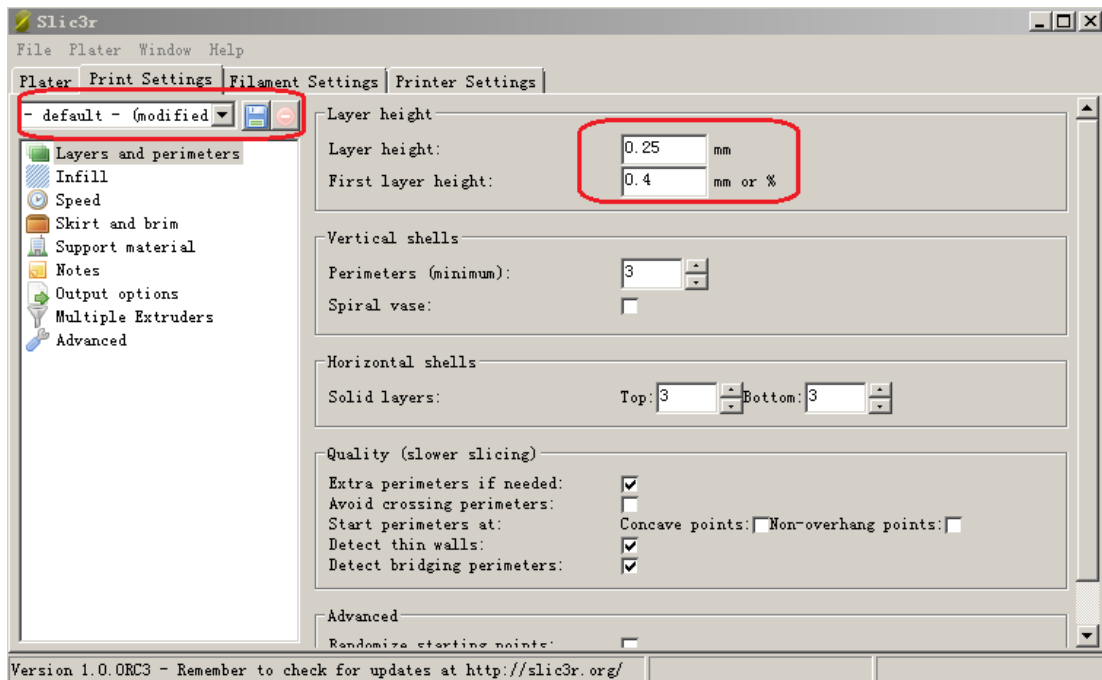 Slic3r
File Plater Window Help
Plater Print Settings Filament Settings Printer Settings
- default - (modified
Layers and perimeters
Infill
Speed
Skirt and brim
Support material
Notes
Output options
Multiple Extruders
Advanced
Layer height
Layer height: 0.25 mm
First layer height: 0.4 mm or %
Vertical shells
Perimeters (minimum): 3
Spiral vase:
Horizontal shells
Solid layers: Top: 3 Bottom: 3
Quality (slower slicing)
Extra perimeters if needed:
Avoid crossing perimeters:
Start perimeters at: Concave points: Non-overhang points:
Detect thin walls:
Detect bridging perimeters:
Advanced
Randomize starting points:
Version 1.0.0RC3 - Remember to check for updates at http://slic3r.org/